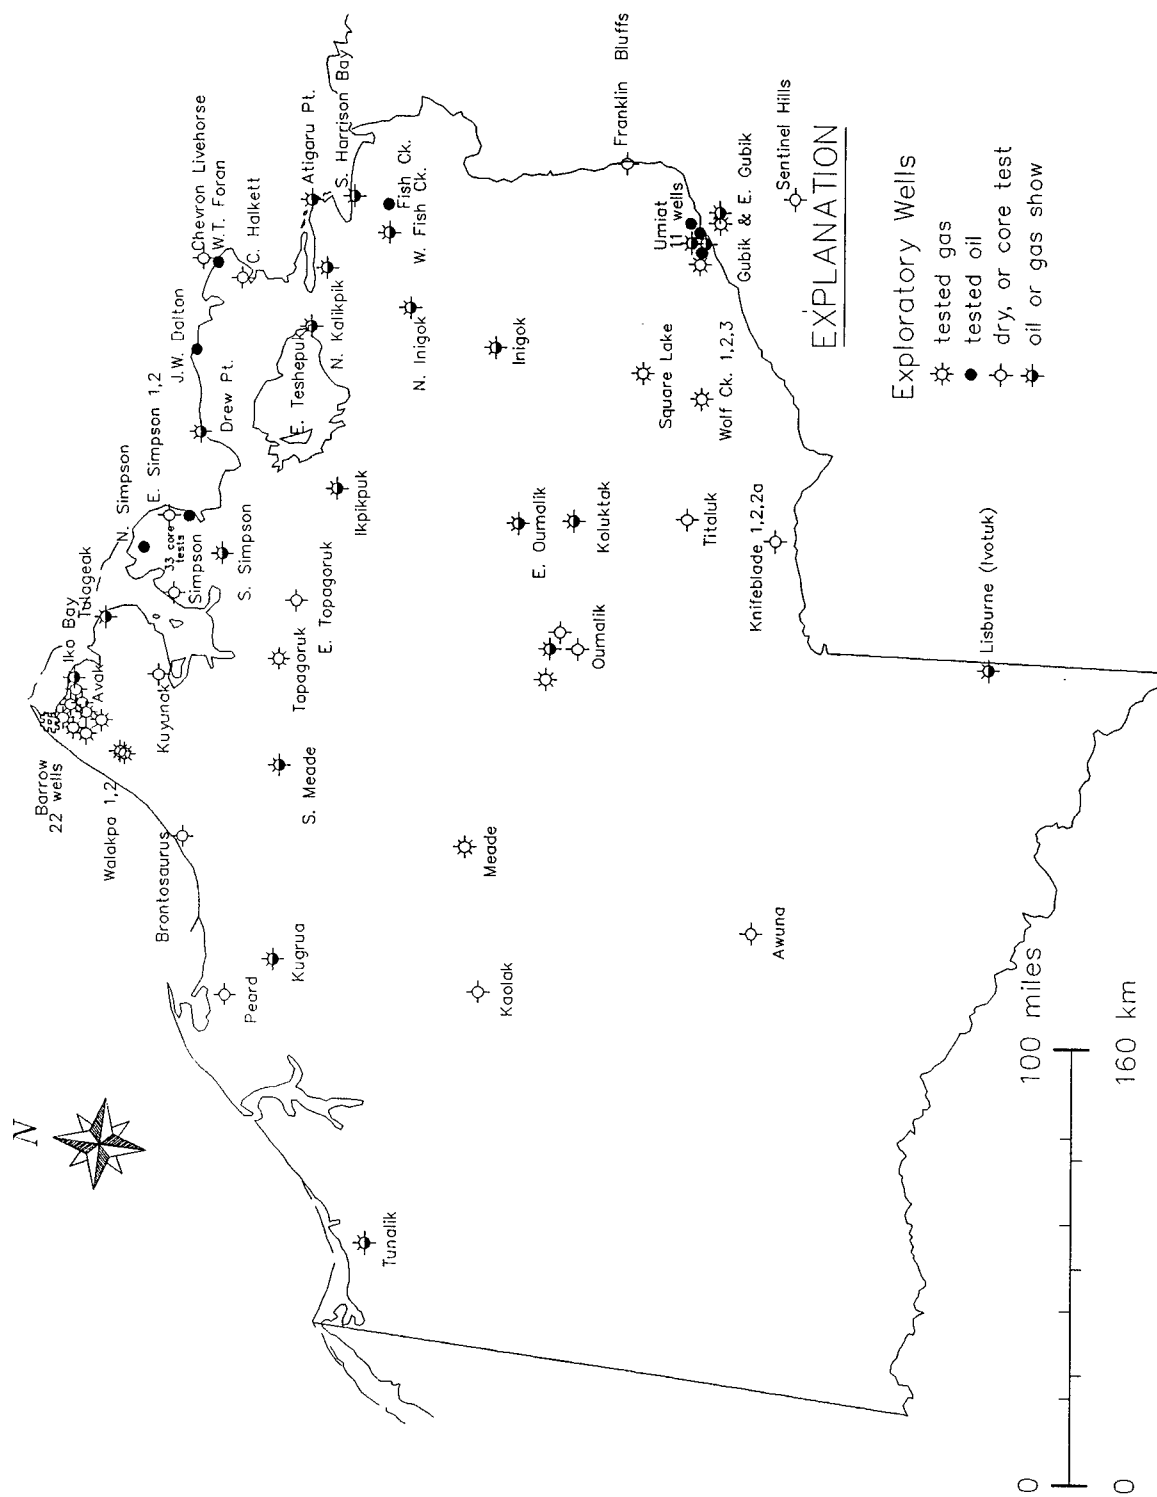 N
Barrow
22 wells
Iko Bay
Tulageak
Avak
Walakpa 1,2
Brontosaurus
Kuyunak
Peard
Kugrua
Tunalik
S. Meade
Topagoruk
E. Topagoruk
N. Simpson
E. Simpson 1,2
33 core
tests
Simpson
S. Simpson
J.W. Dalton
Drew Pt.
Chevron Livehorse
W.T. Foran
C. Halkett
Atigaru Pt.
S. Harrison Bay
Fish Ck.
W. Fish Ck.
E. Teshepuk
N. Kalikpik
N. Inigok
Inigok
Ikpikpuk
E. Oumalik
Koluktak
Oumalik
Meade
Kaolak
Awuna
Titaluk
Knifeblade 1,2,2a
Square Lake
Wolf Ck. 1,2,3
Umiat
11 wells
Gubik & E. Gubik
Franklin Bluffs
Sentinel Hills
Lisburne (Ivotuk)
EXPLANATION
Exploratory Wells
tested gas
tested oil
dry, or core test
oil or gas show
0 100 miles
0 160 km